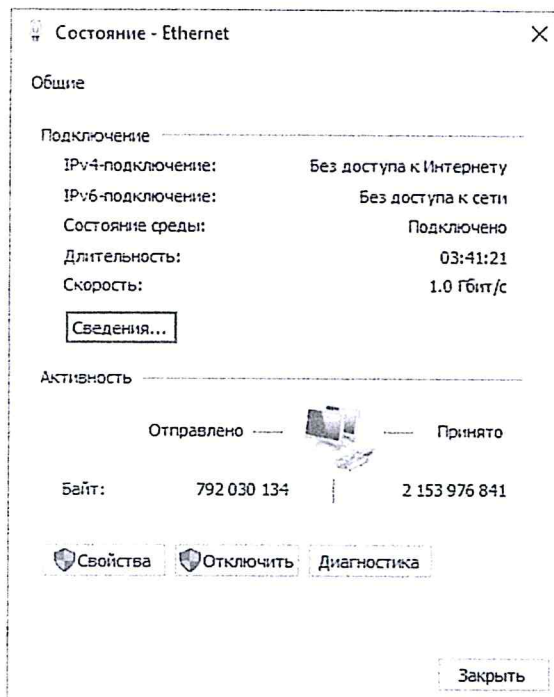 Состояние - Ethernet
Общие
Подключение
IPv4-подключение: Без доступа к Интернету
IPv6-подключение: Без доступа к сети
Состояние среды: Подключено
Длительность: 03:41:21
Скорость: 1.0 Гбит/с
Сведения...
Активность
Отправлено Принято
Байт: 792 030 134 2 153 976 841
Свойства Отключить Диагностика
Закрыть